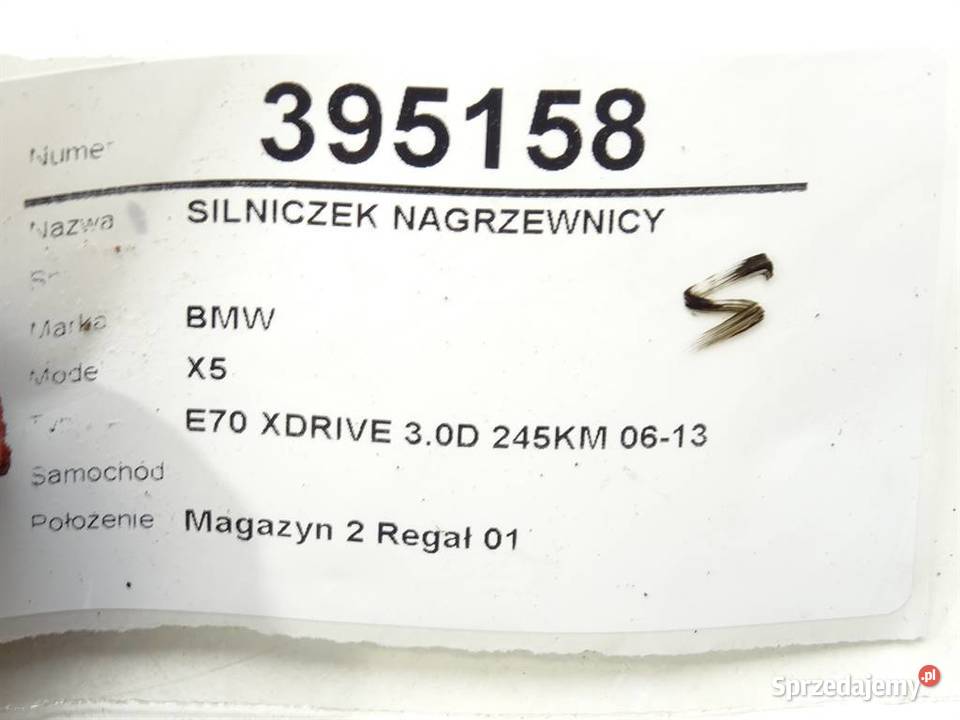 Numer 395158
Nazwa SILNICZEK NAGRZEWNICY
Marka BMW
Model X5
E70 XDRIVE 3.0D 245KM 06-13
Samochód
Położenie Magazyn 2 Regał 01
S
Sprzedajemy.pl